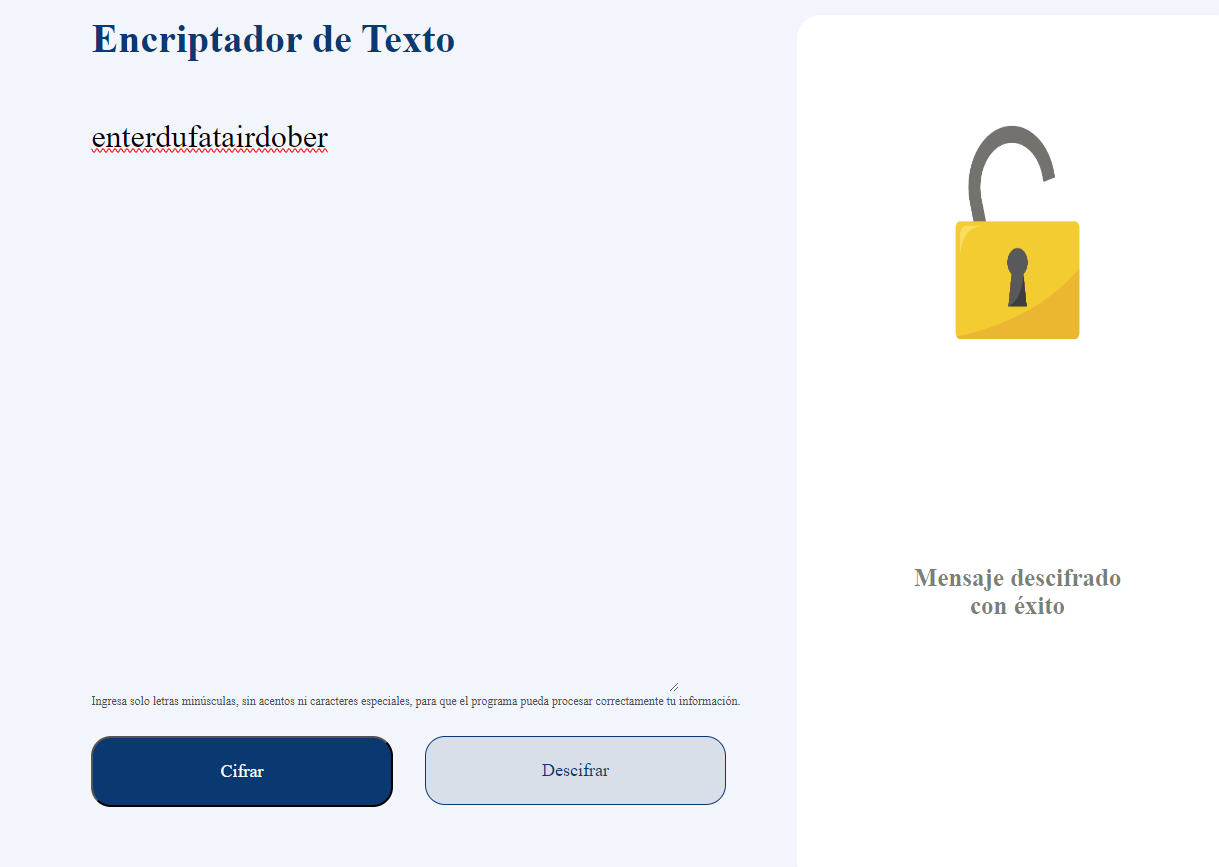 Encriptador de Texto
enterdufatairdober
Mensaje descifrado
con éxito
Ingresa solo letras minúsculas, sin acentos ni caracteres especiales, para que el programa pueda procesar correctamente tu información.
Cifrar
Descifrar